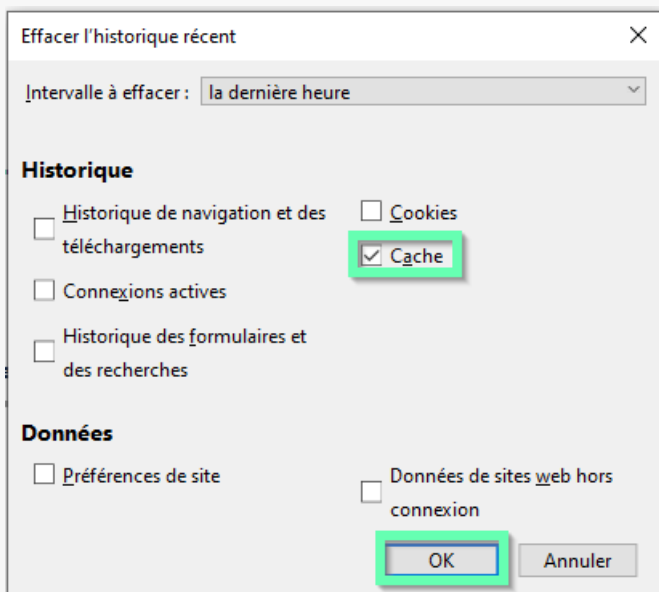 Effacer l’historique récent
Intervalle à effacer : la dernière heure
Historique
Historique de navigation et des
téléchargements
Cookies
Cache
Connexions actives
Historique des formulaires et
des recherches
Données
Préférences de site
Données de sites web hors
connexion
OK Annuler